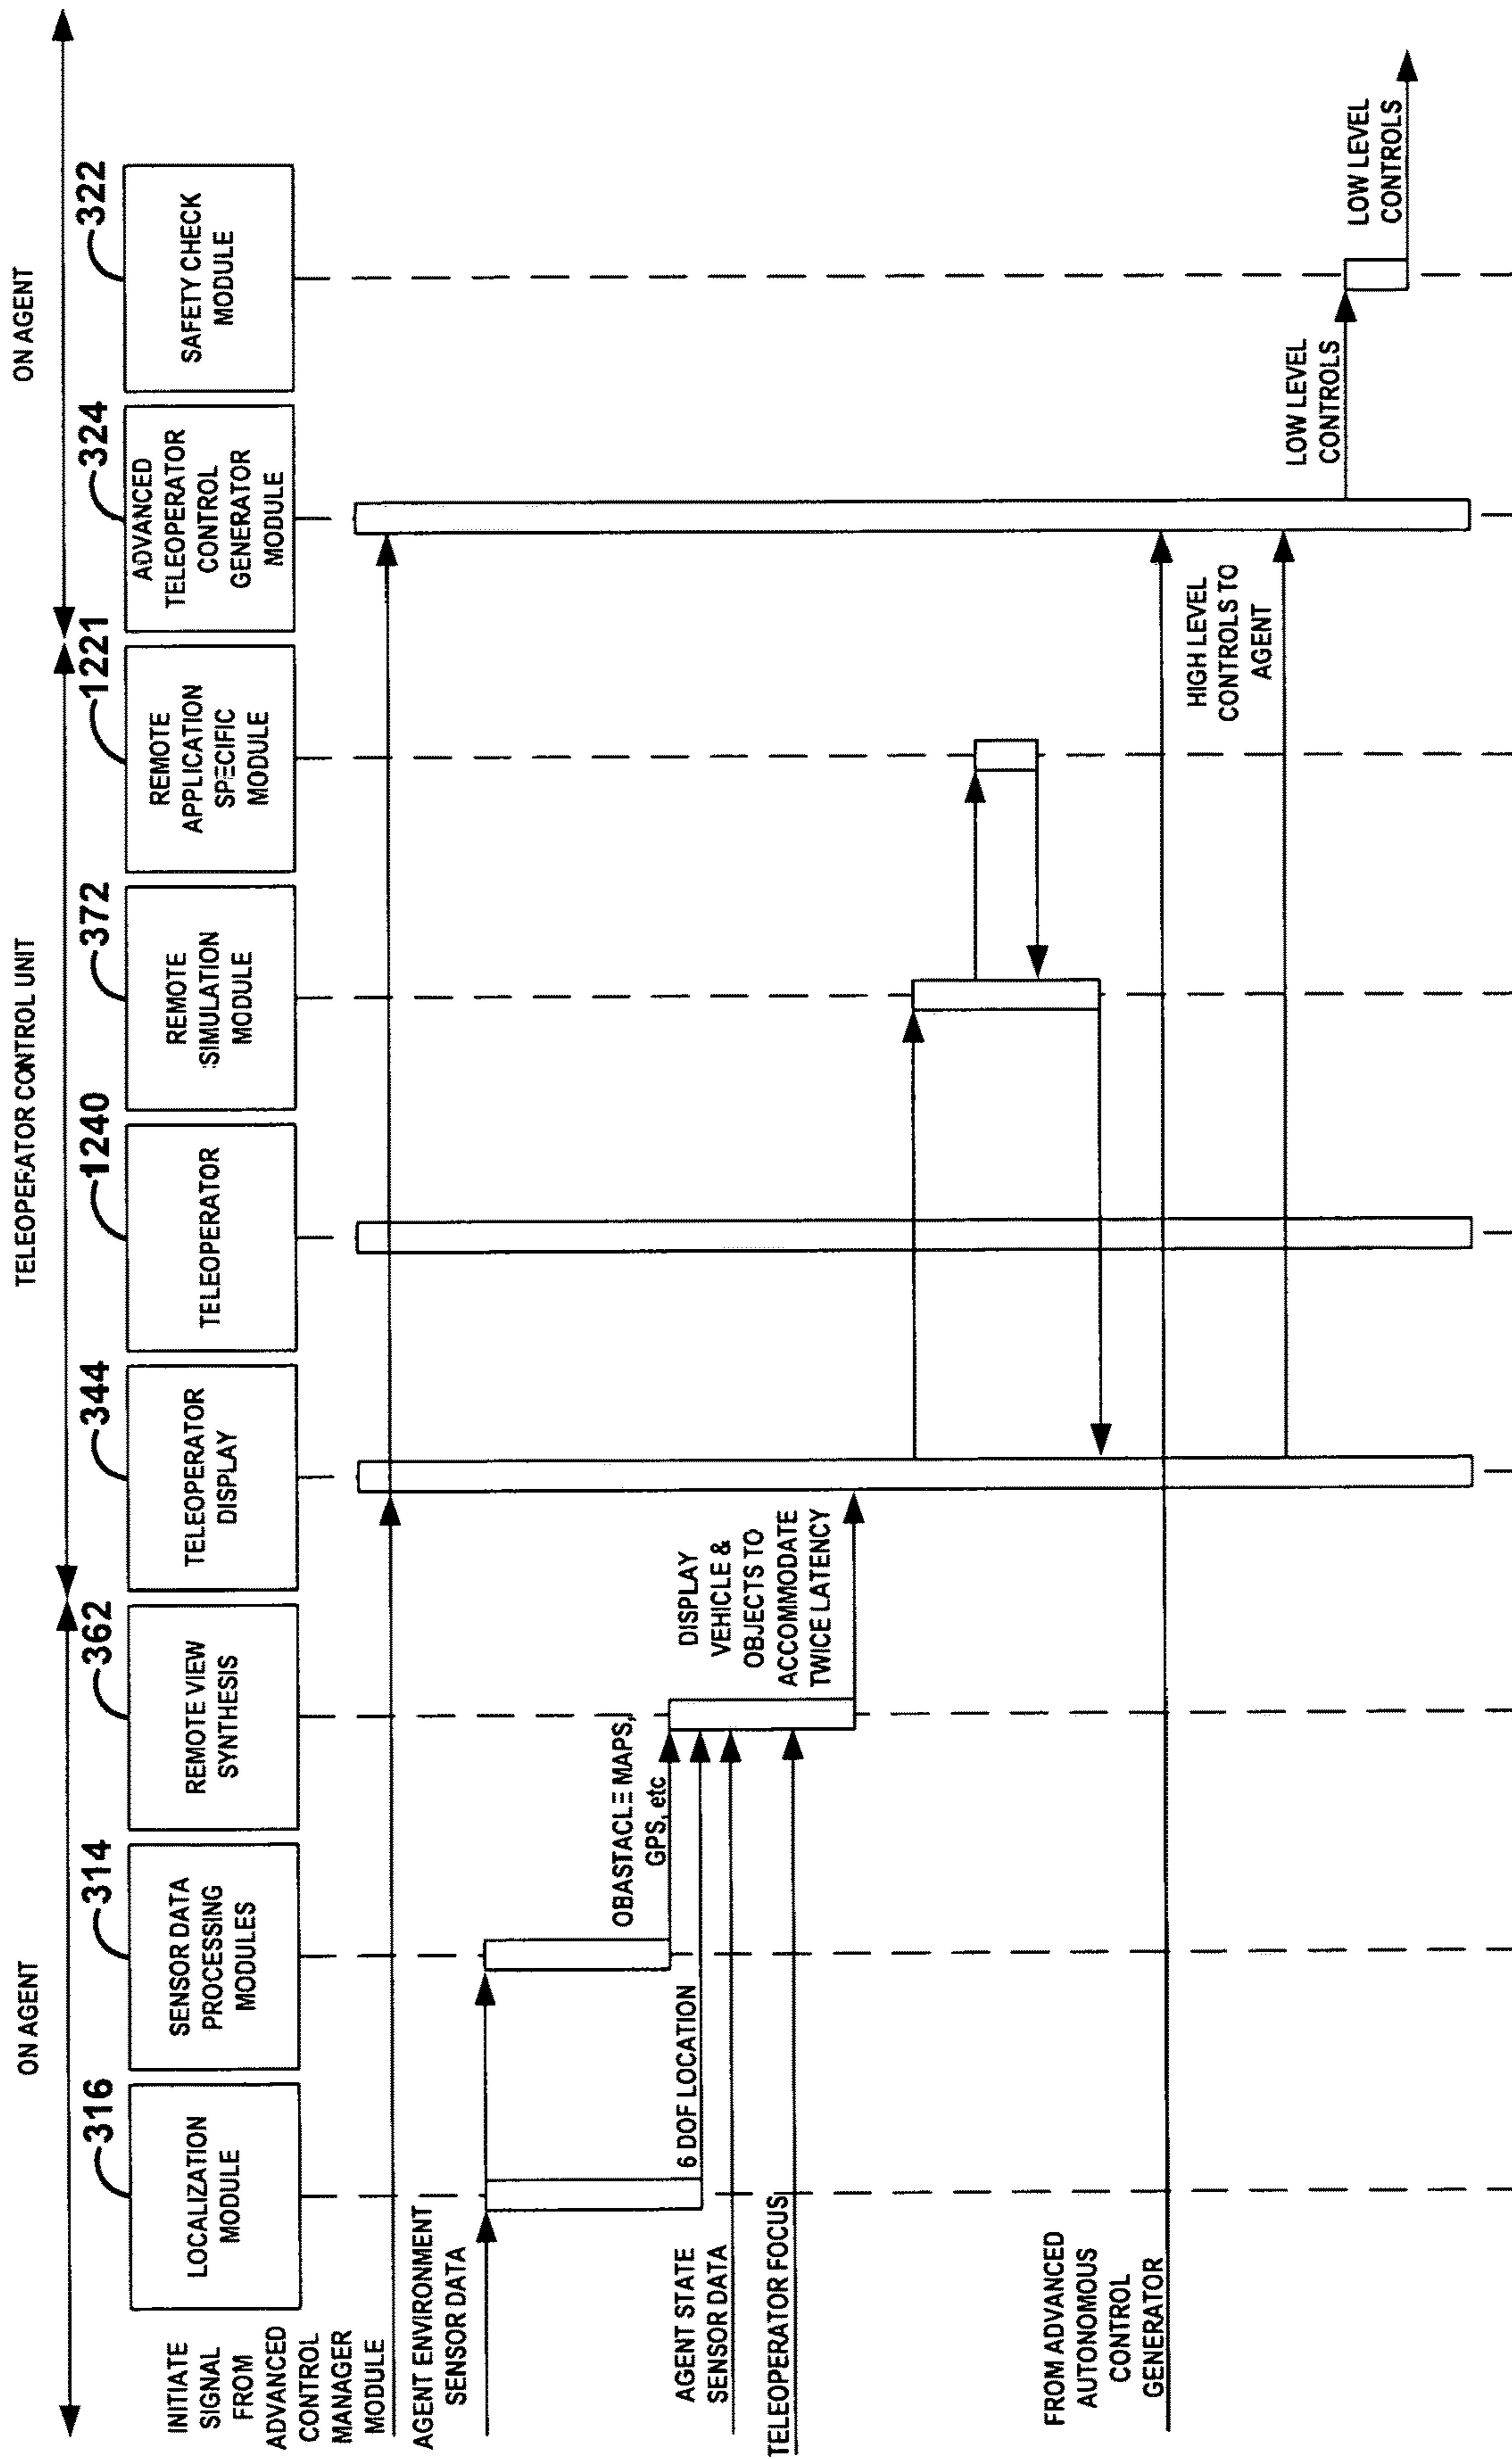 ON AGENT
TELEOPERATOR CONTROL UNIT
ON AGENT
316
314
362
344
1240
372
1221
324
322
LOCALIZATION
MODULE
SENSOR DATA
PROCESSING
MODULES
REMOTE VIEW
SYNTHESIS
TELEOPERATOR
DISPLAY
TELEOPERATOR
REMOTE
SIMULATION
MODULE
REMOTE
APPLICATION
SPECIFIC
MODULE
ADVANCED
TELEOPERATOR
CONTROL
GENERATOR
MODULE
SAFETY CHECK
MODULE
INITIATE
SIGNAL
FROM
ADVANCED
CONTROL
MANAGER
MODULE
AGENT ENVIRONMENT
SENSOR DATA
OBASTACLE MAPS,
GPS, etc
6 DOF LOCATION
AGENT STATE
SENSOR DATA
TELEOPERATOR FOCUS
DISPLAY
VEHICLE &
OBJECTS TO
ACCOMMODATE
TWICE LATENCY
FROM ADVANCED
AUTONOMOUS
CONTROL
GENERATOR
HIGH LEVEL
CONTROLS TO
AGENT
LOW LEVEL
CONTROLS
LOW LEVEL
CONTROLS